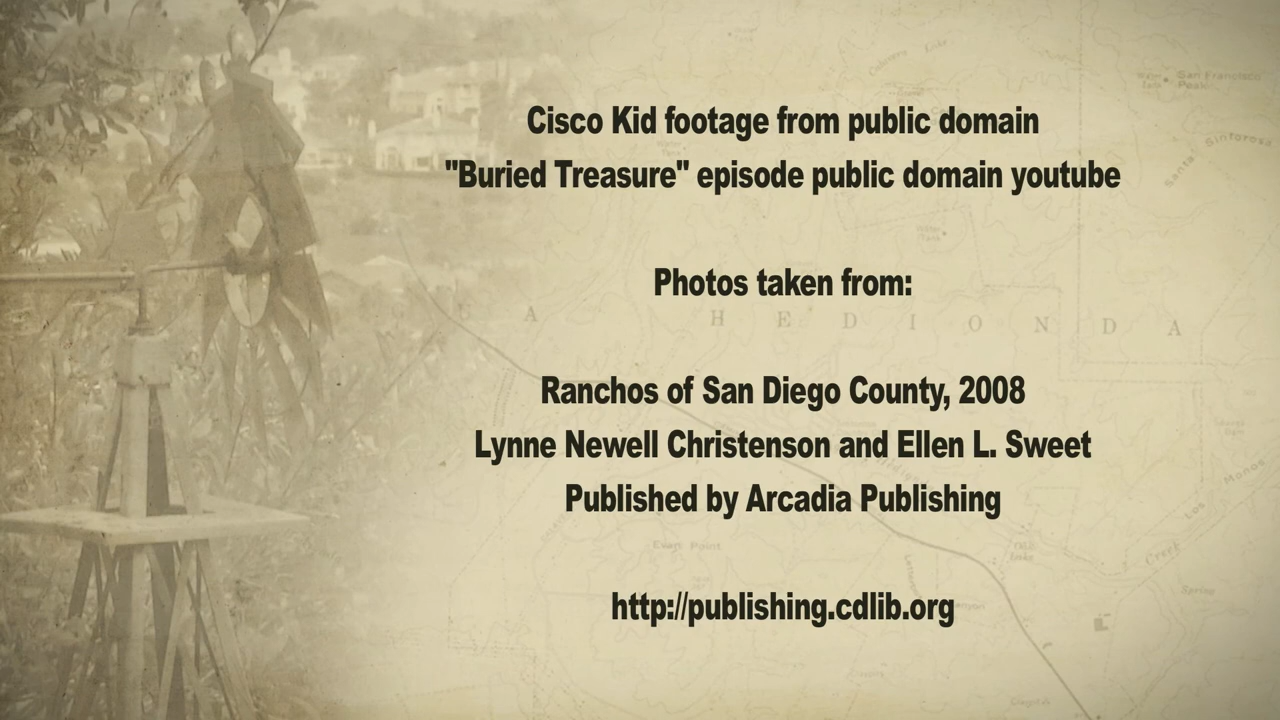 Cisco Kid footage from public domain
"Buried Treasure" episode public domain youtube
Photos taken from:
H E D I O N D A
Ranchos of San Diego County, 2008
Lynne Newell Christenson and Ellen L. Sweet
Published by Arcadia Publishing
http://publishing.cdlib.org